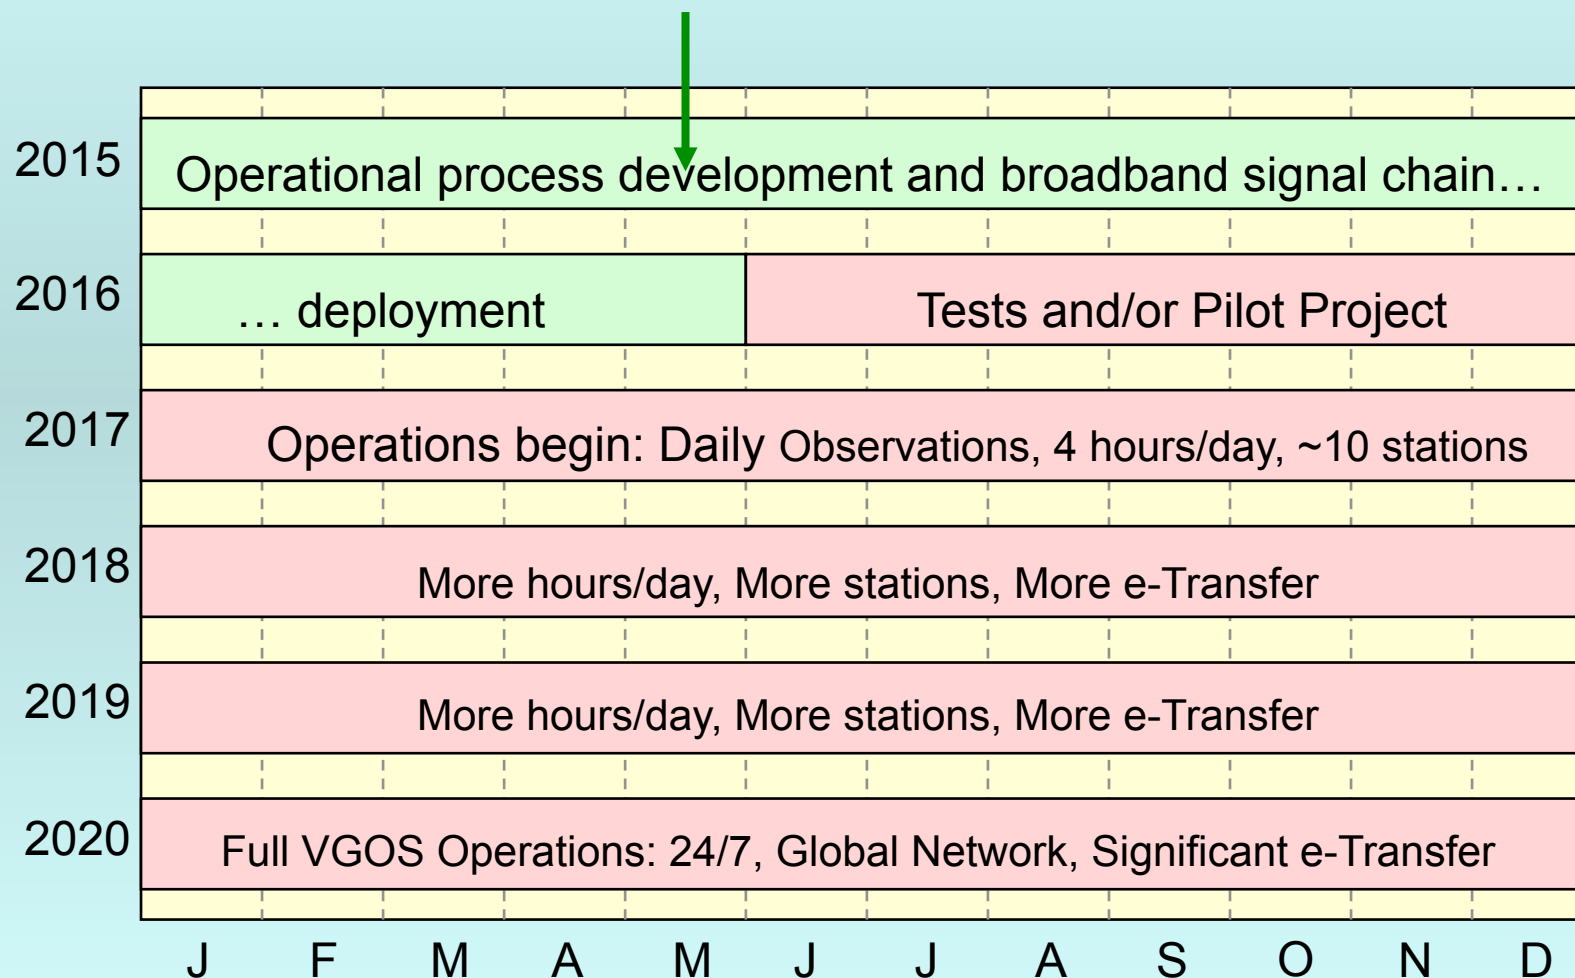 2015
Operational process development and broadband signal chain…
2016
… deployment
Tests and/or Pilot Project
2017
Operations begin: Daily Observations, 4 hours/day, ~10 stations
2018
More hours/day, More stations, More e-Transfer
2019
More hours/day, More stations, More e-Transfer
2020
Full VGOS Operations: 24/7, Global Network, Significant e-Transfer
J F M A M J J A S O N D